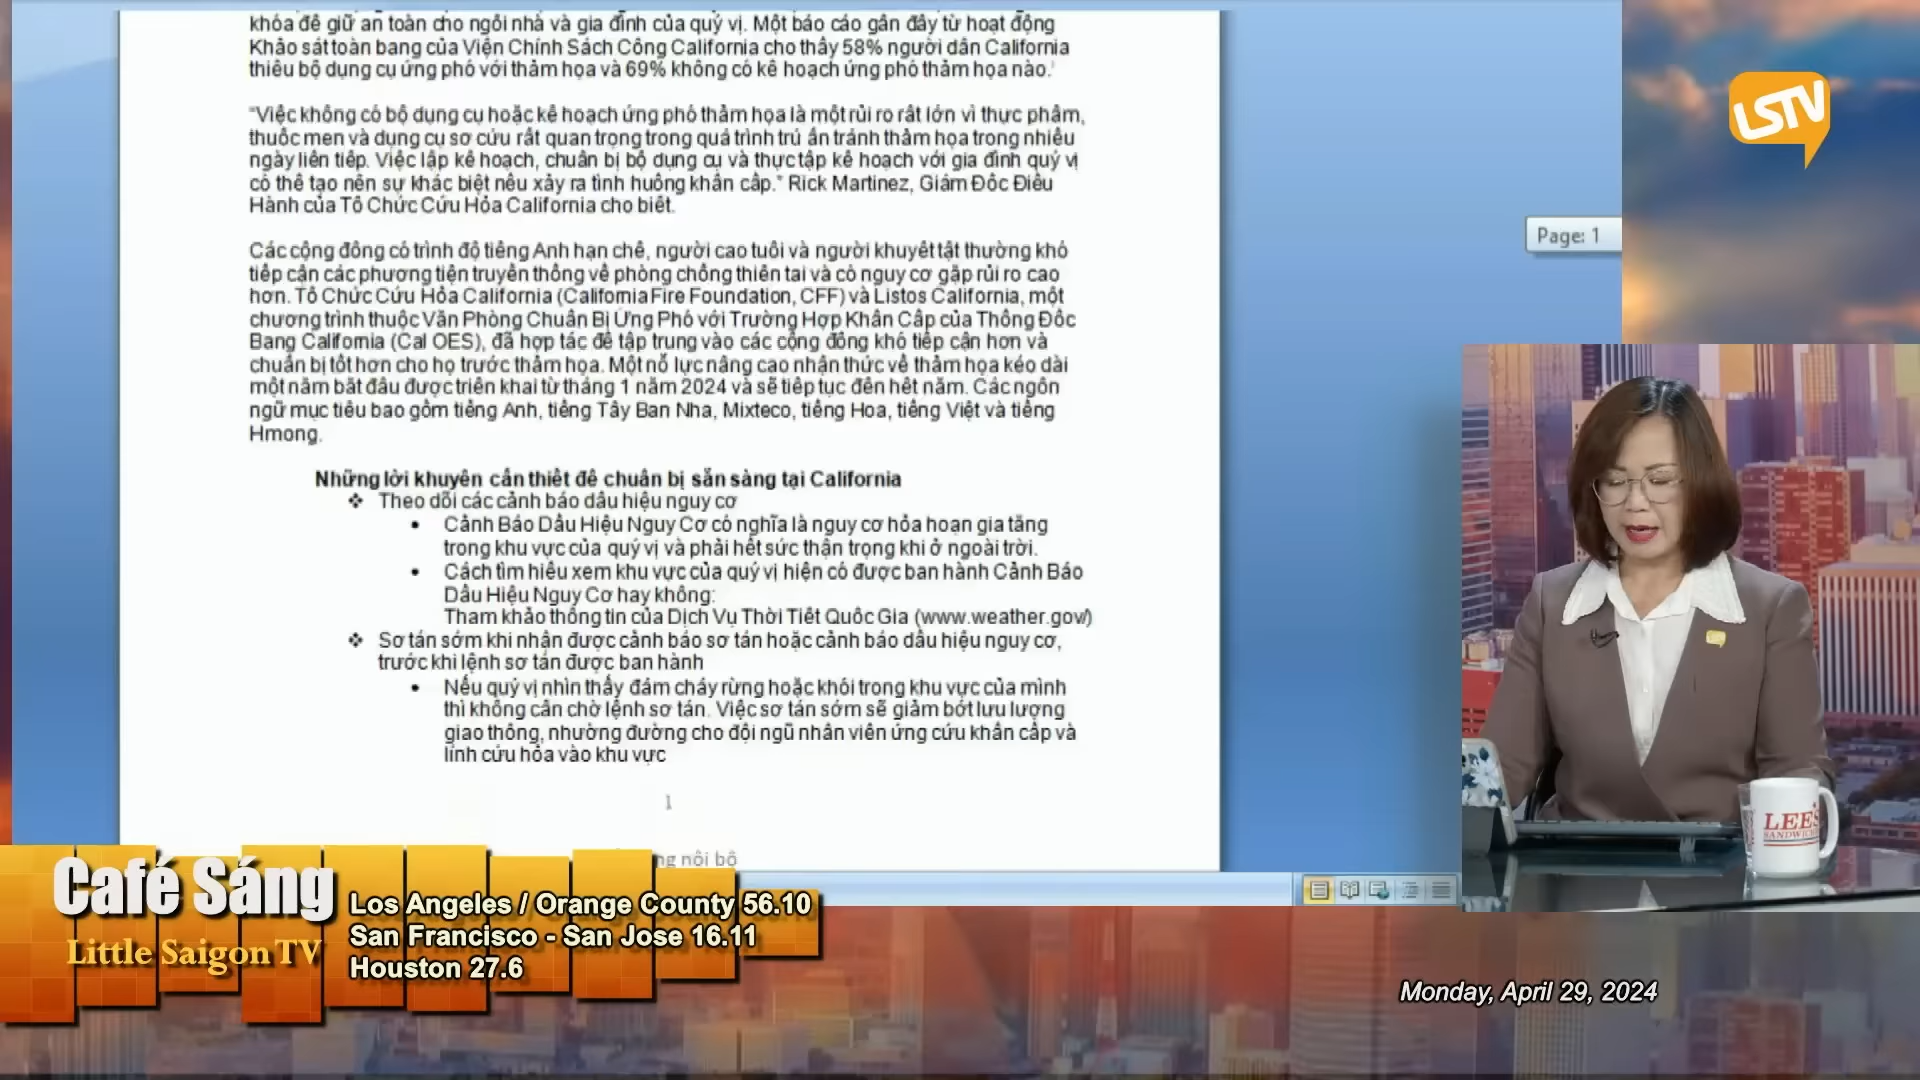 khóa để giữ an toàn cho ngôi nhà và gia đình của quý vị. Một báo cáo gần đây từ hoạt động
Khảo sát toàn bang của Viện Chính Sách Công California cho thấy 58% người dân California
thiếu bộ dụng cụ ứng phó với thảm họa và 69% không có kế hoạch ứng phó thảm họa nào.
"Việc không có bộ dụng cụ hoặc kế hoạch ứng phó thảm họa là một rủi ro rất lớn vì thực phẩm,
thuốc men và dụng cụ sơ cứu rất quan trọng trong quá trình trú ẩn tránh thảm họa trong nhiều
ngày liên tiếp. Việc lập kế hoạch, chuẩn bị bộ dụng cụ và thực tập kế hoạch với gia đình quý vị
có thể tạo nên sự khác biệt nếu xảy ra tình huống khẩn cấp." Rick Martinez, Giám Đốc Điều
Hành của Tổ Chức Cứu Hỏa California cho biết.
Các cộng đồng có trình độ tiếng Anh hạn chế, người cao tuổi và người khuyết tật thường khó
tiếp cận các phương tiện truyền thông về phòng chống thiên tai và có nguy cơ gặp rủi ro cao
hơn. Tổ Chức Cứu Hỏa California (California Fire Foundation, CFF) và Listos California, một
chương trình thuộc Văn Phòng Chuẩn Bị Ứng Phó với Trường Hợp Khẩn Cấp của Thống Đốc
Bang California (Cal OES), đã hợp tác để tập trung vào các cộng đồng khó tiếp cận hơn và
chuẩn bị tốt hơn cho họ trước thảm họa. Một nỗ lực nâng cao nhận thức về thảm họa kéo dài
một năm bắt đầu được triển khai từ tháng 1 năm 2024 và sẽ tiếp tục đến hết năm. Các ngôn
ngữ mục tiêu bao gồm tiếng Anh, tiếng Tây Ban Nha, Mixteco, tiếng Hoa, tiếng Việt và tiếng
Hmong.
Những lời khuyên cần thiết để chuẩn bị sẵn sàng tại California
❖ Theo dõi các cảnh báo dấu hiệu nguy cơ
• Cảnh Báo Dấu Hiệu Nguy Cơ có nghĩa là nguy cơ hỏa hoạn gia tăng
trong khu vực của quý vị và phải hết sức thận trọng khi ở ngoài trời.
• Cách tìm hiểu xem khu vực của quý vị hiện có được ban hành Cảnh Báo
Dấu Hiệu Nguy Cơ hay không:
Tham khảo thông tin của Dịch Vụ Thời Tiết Quốc Gia (www.weather.gov/)
❖ Sơ tán sớm khi nhận được cảnh báo sơ tán hoặc cảnh báo dấu hiệu nguy cơ,
trước khi lệnh sơ tán được ban hành
• Nếu quý vị nhìn thấy đám cháy rừng hoặc khói trong khu vực của mình
thì không cần chờ lệnh sơ tán. Việc sơ tán sớm sẽ giảm bớt lưu lượng
giao thông, nhường đường cho đội ngũ nhân viên ứng cứu khẩn cấp và
lính cứu hỏa vào khu vực
1
nội bộ
Page: 1
LSTV
LEE'S
SANDWICHES
Café Sáng
Little Saigon TV
Los Angeles / Orange County 56.10
San Francisco - San Jose 16.11
Houston 27.6
Monday, April 29, 2024